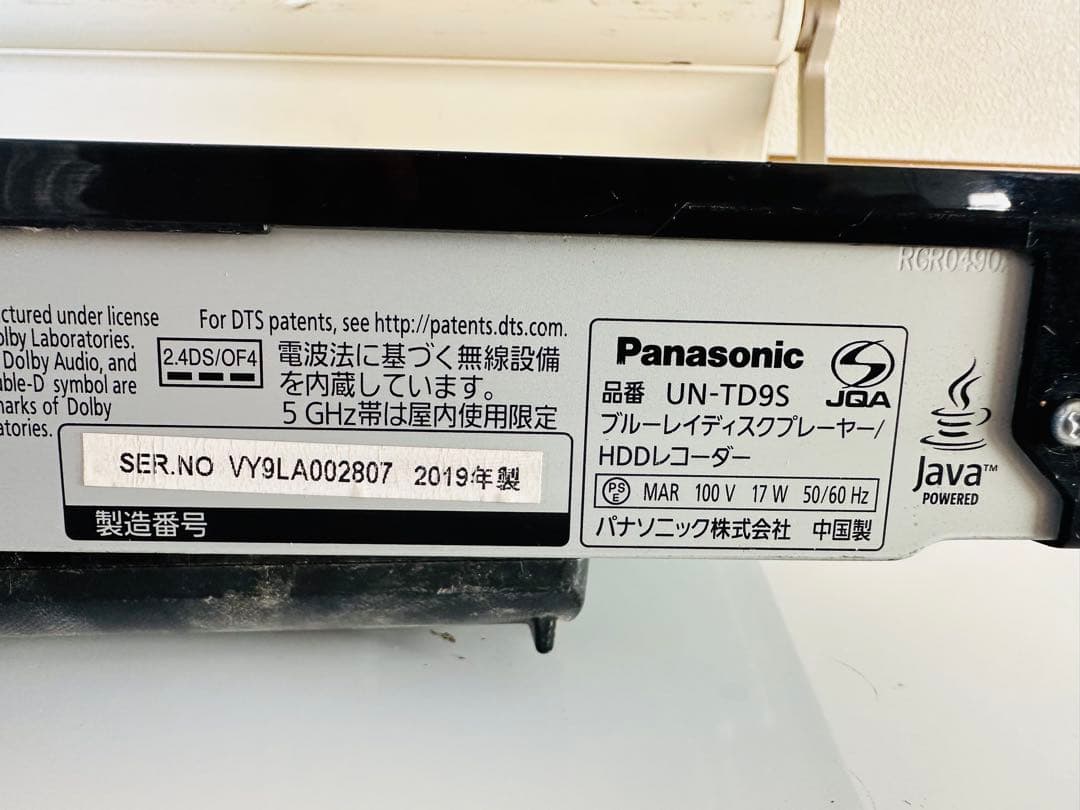 RCR0490
ctured under license
olby Laboratories.
Dolby Audio, and
ble-D symbol are
marks of Dolby
atories.
For DTS patents, see http://patents.dts.com.
2.4DS/OF4
電波法に基づく無線設備
を内蔵しています。
5 GHz帯は屋内使用限定
SER.NO VY9LA002807 2019年製
製造番号
Panasonic
JQA
品番 UN-TD9S
ブルーレイディスクプレーヤー/
HDDレコーダー
PS E MAR 100 V 17 W 50/60 Hz
パナソニック株式会社 中国製
Java™
POWERED